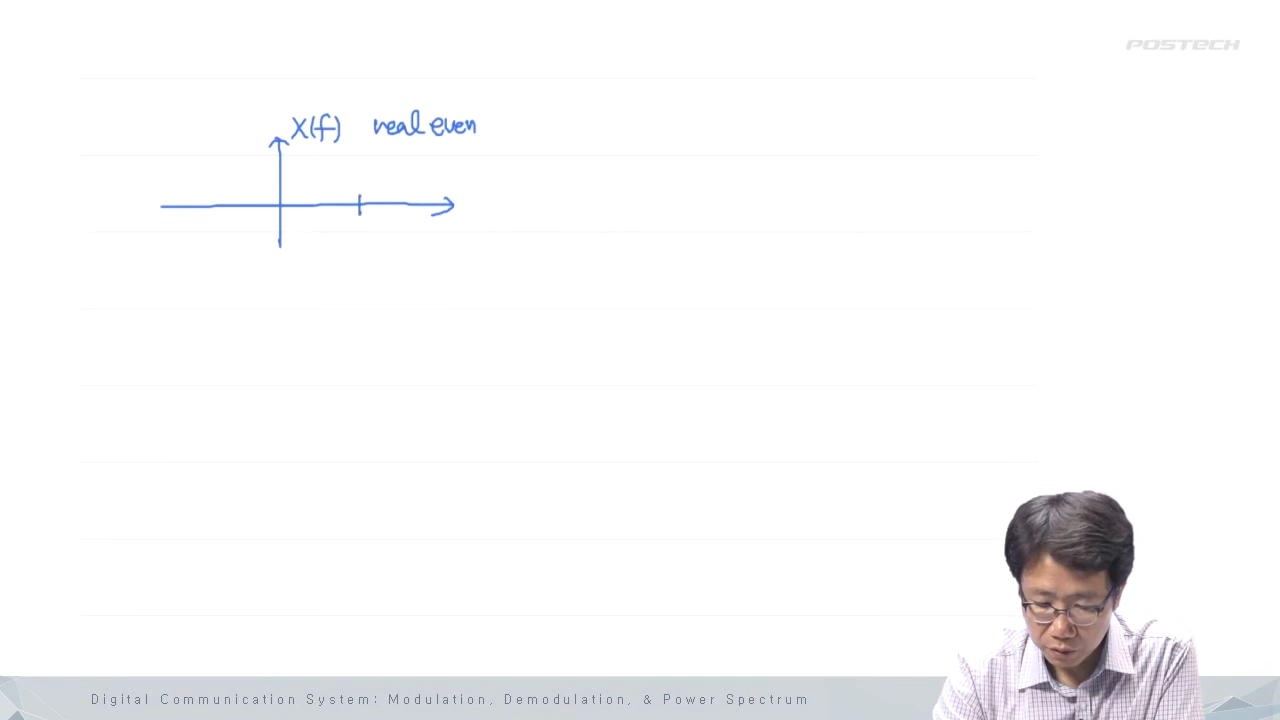 POSTECH
X(f) real even
Digital Communication System: Modulation, Demodulation, & Power Spectrum